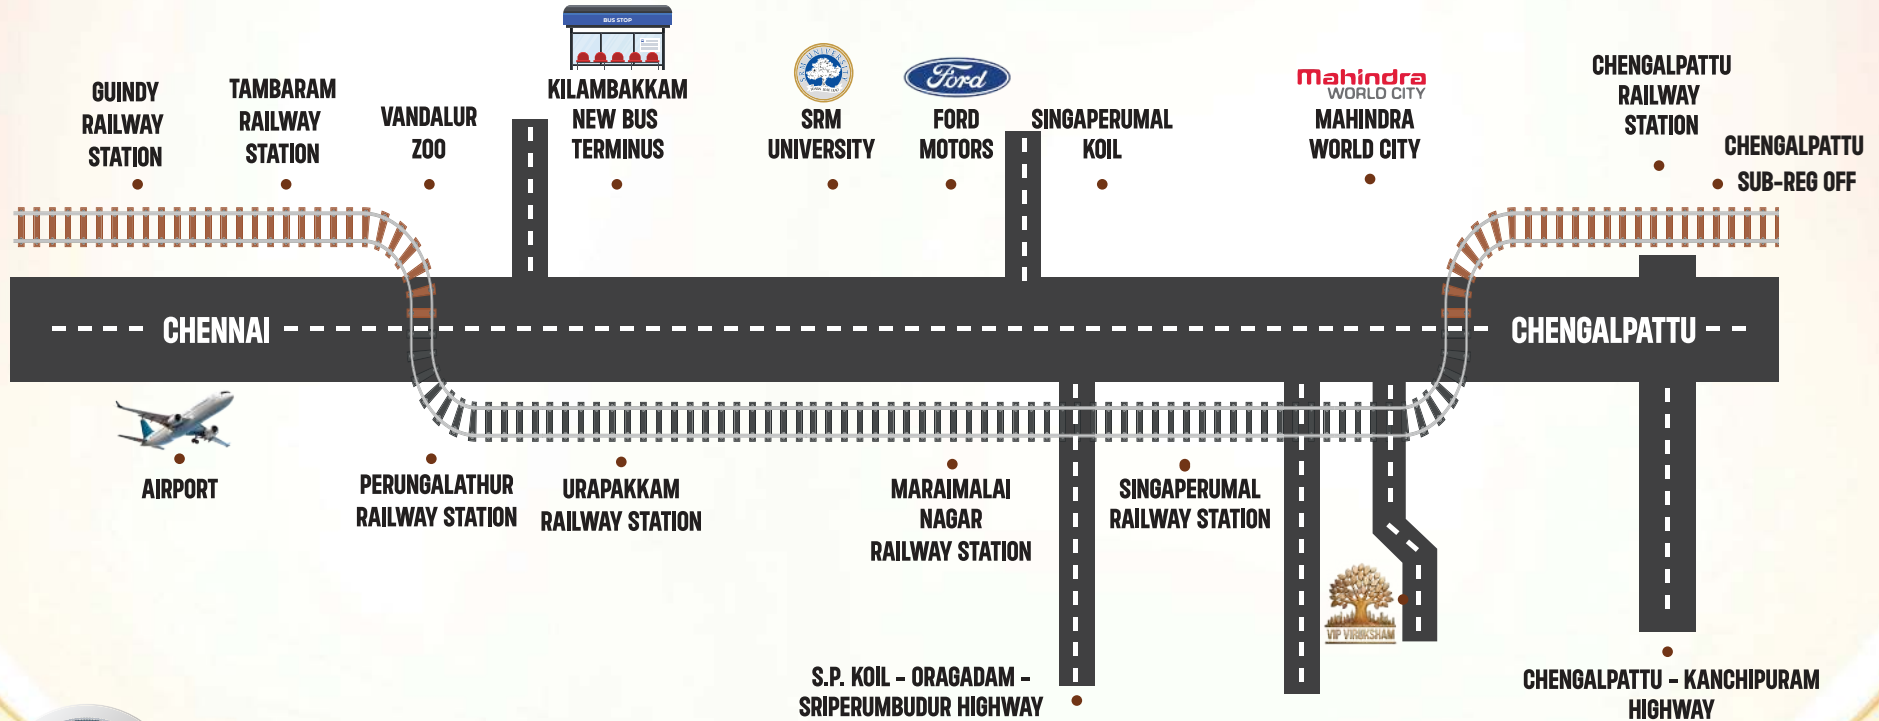 BUS STOP
GUINDY
RAILWAY
STATION
TAMBARAM
RAILWAY
STATION
VANDALUR
ZOO
KILAMBAKKAM
NEW BUS
TERMINUS
SRM UNIVERSITY
SRM
UNIVERSITY
Ford
FORD
MOTORS
SINGAPERUMAL
KOIL
Mahindra
WORLD CITY
MAHINDRA
WORLD CITY
CHENGALPATTU
RAILWAY
STATION
CHENGALPATTU
SUB-REG OFF
CHENNAI
CHENGALPATTU
AIRPORT
PERUNGALATHUR
RAILWAY STATION
URAPAKKAM
RAILWAY STATION
MARAIMALAI
NAGAR
RAILWAY STATION
SINGAPERUMAL
RAILWAY STATION
VIP VIRUKSHAM
S.P. KOIL - ORAGADAM -
SRIPERUMBUDUR HIGHWAY
CHENGALPATTU - KANCHIPURAM
HIGHWAY